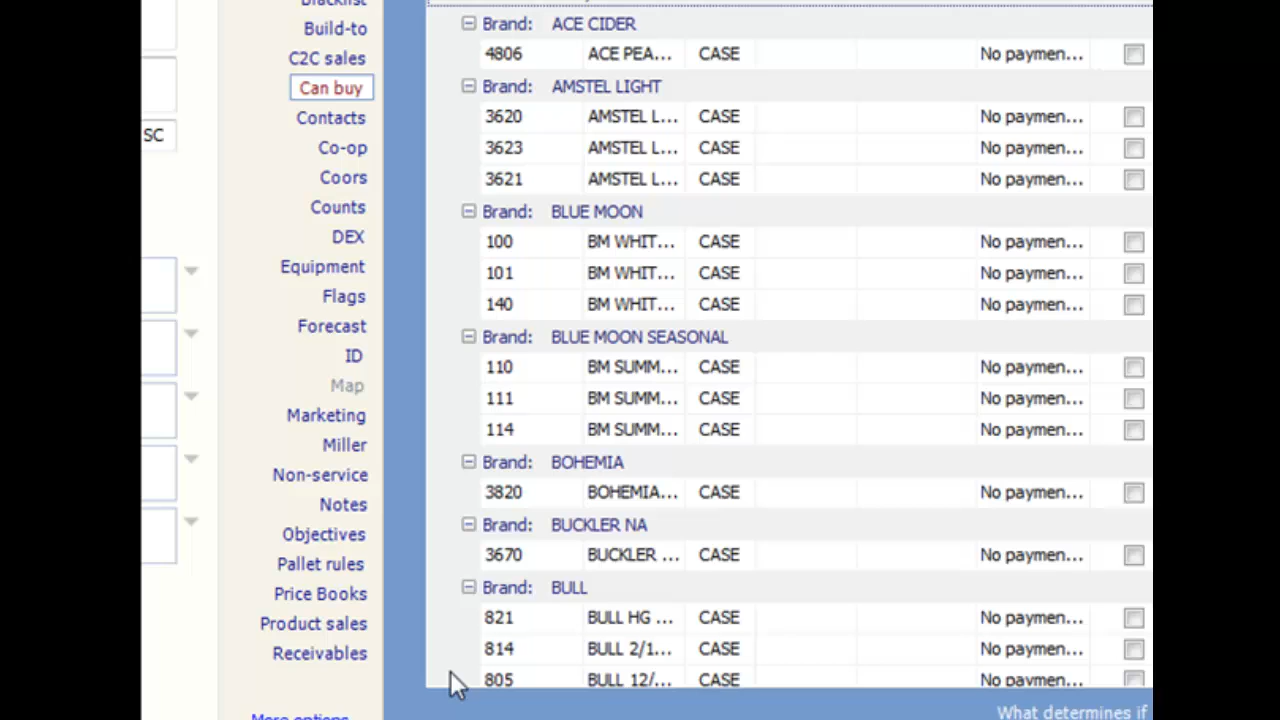 Blacklist
Build-to
C2C sales
Can buy
Contacts
Co-op
Coors
Counts
DEX
Equipment
Flags
Forecast
ID
Map
Marketing
Miller
Non-service
Notes
Objectives
Pallet rules
Price Books
Product sales
Receivables
More options
SC
Brand: ACE CIDER
4806 ACE PEA... CASE No paymen...
Brand: AMSTEL LIGHT
3620 AMSTEL L... CASE No paymen...
3623 AMSTEL L... CASE No paymen...
3621 AMSTEL L... CASE No paymen...
Brand: BLUE MOON
100 BM WHIT... CASE No paymen...
101 BM WHIT... CASE No paymen...
140 BM WHIT... CASE No paymen...
Brand: BLUE MOON SEASONAL
110 BM SUMM... CASE No paymen...
111 BM SUMM... CASE No paymen...
114 BM SUMM... CASE No paymen...
Brand: BOHEMIA
3820 BOHEMIA... CASE No paymen...
Brand: BUCKLER NA
3670 BUCKLER ... CASE No paymen...
Brand: BULL
821 BULL HG ... CASE No paymen...
814 BULL 2/1... CASE No paymen...
805 BULL 12/... CASE No paymen...
What determines if